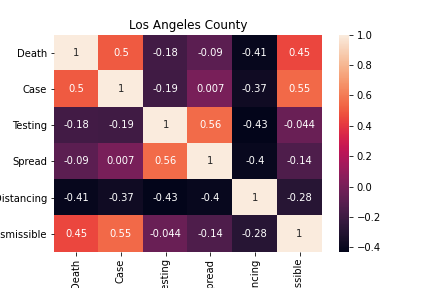 Los Angeles County
Death 1 0.5 -0.18 -0.09 -0.41 0.45
Case 0.5 1 -0.19 0.007 -0.37 0.55
Testing -0.18 -0.19 1 0.56 -0.43 -0.044
Spread -0.09 0.007 0.56 1 -0.4 -0.14
istancing -0.41 -0.37 -0.43 -0.4 1 -0.28
smissible 0.45 0.55 -0.044 -0.14 -0.28 1
Death Case esting pread ncing ssible
1.0
0.8
0.6
0.4
0.2
0.0
-0.2
-0.4